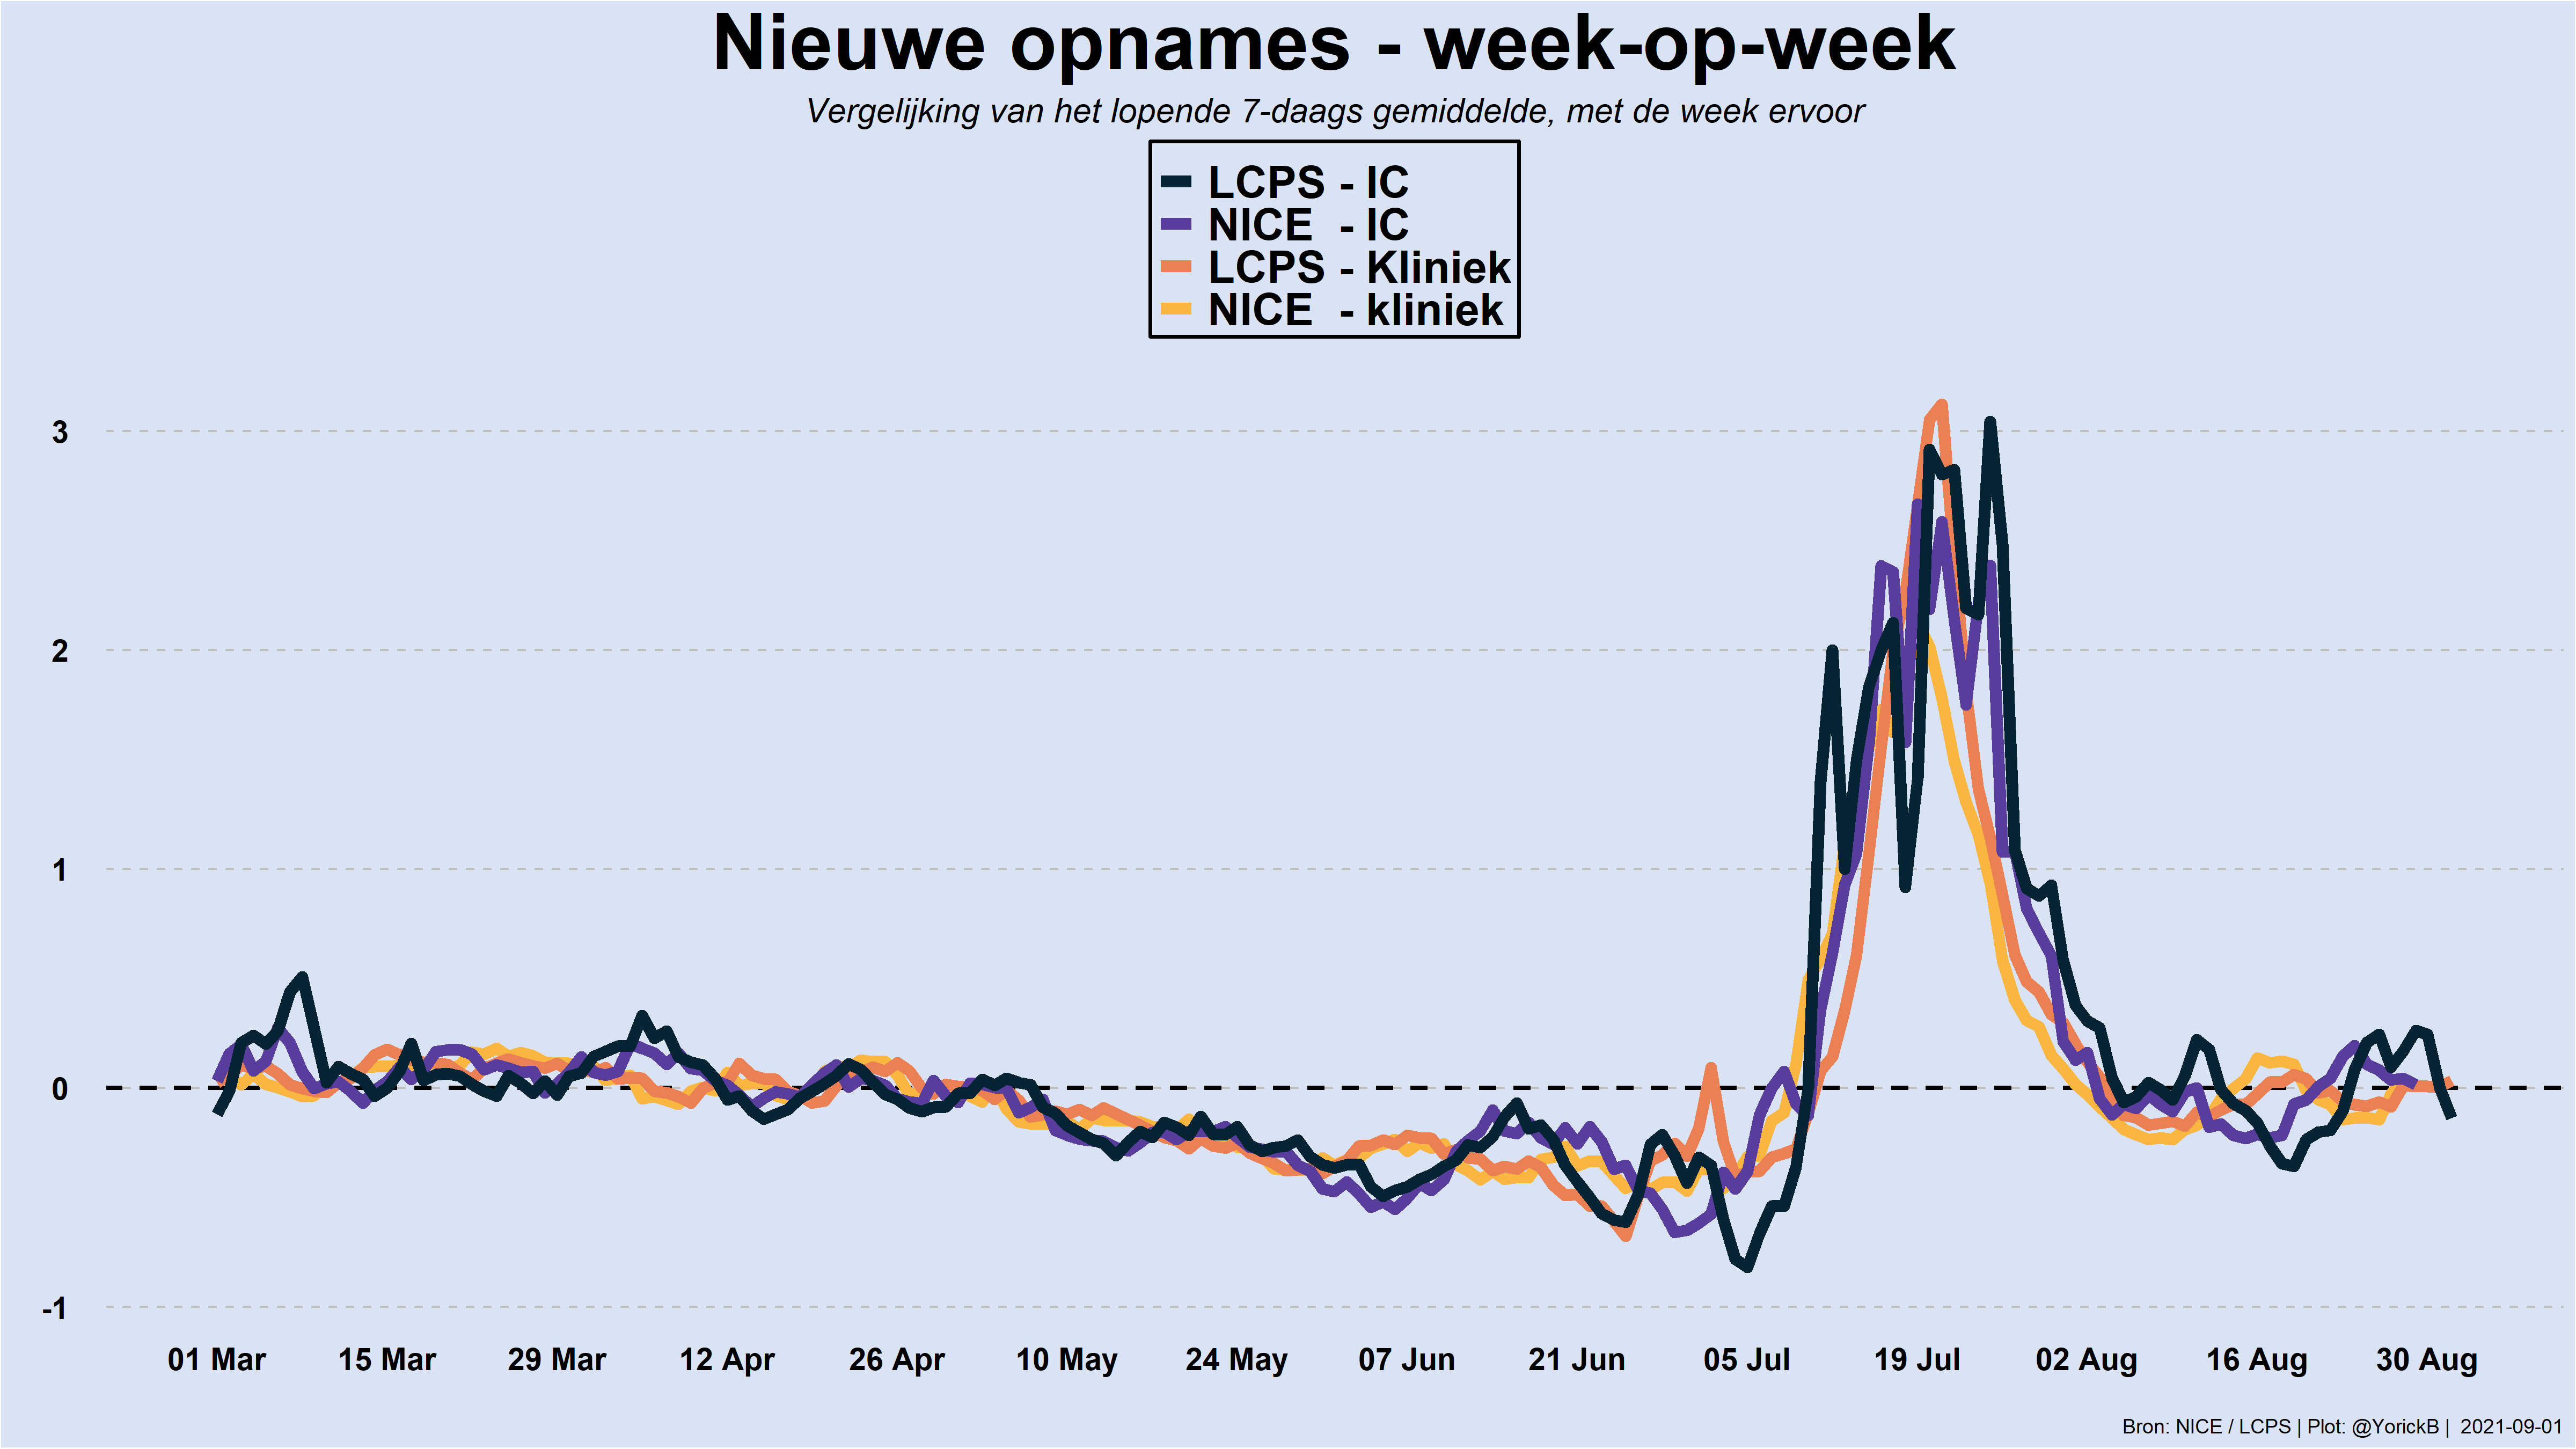 Nieuwe opnames - week-op-week
Vergelijking van het lopende 7-daags gemiddelde, met de week ervoor
LCPS - IC
NICE - IC
LCPS - Kliniek
NICE - kliniek
3
2
1
0
-1
01 Mar 15 Mar 29 Mar 12 Apr 26 Apr 10 May 24 May 07 Jun 21 Jun 05 Jul 19 Jul 02 Aug 16 Aug 30 Aug
Bron: NICE / LCPS | Plot: @YorickB | 2021-09-01